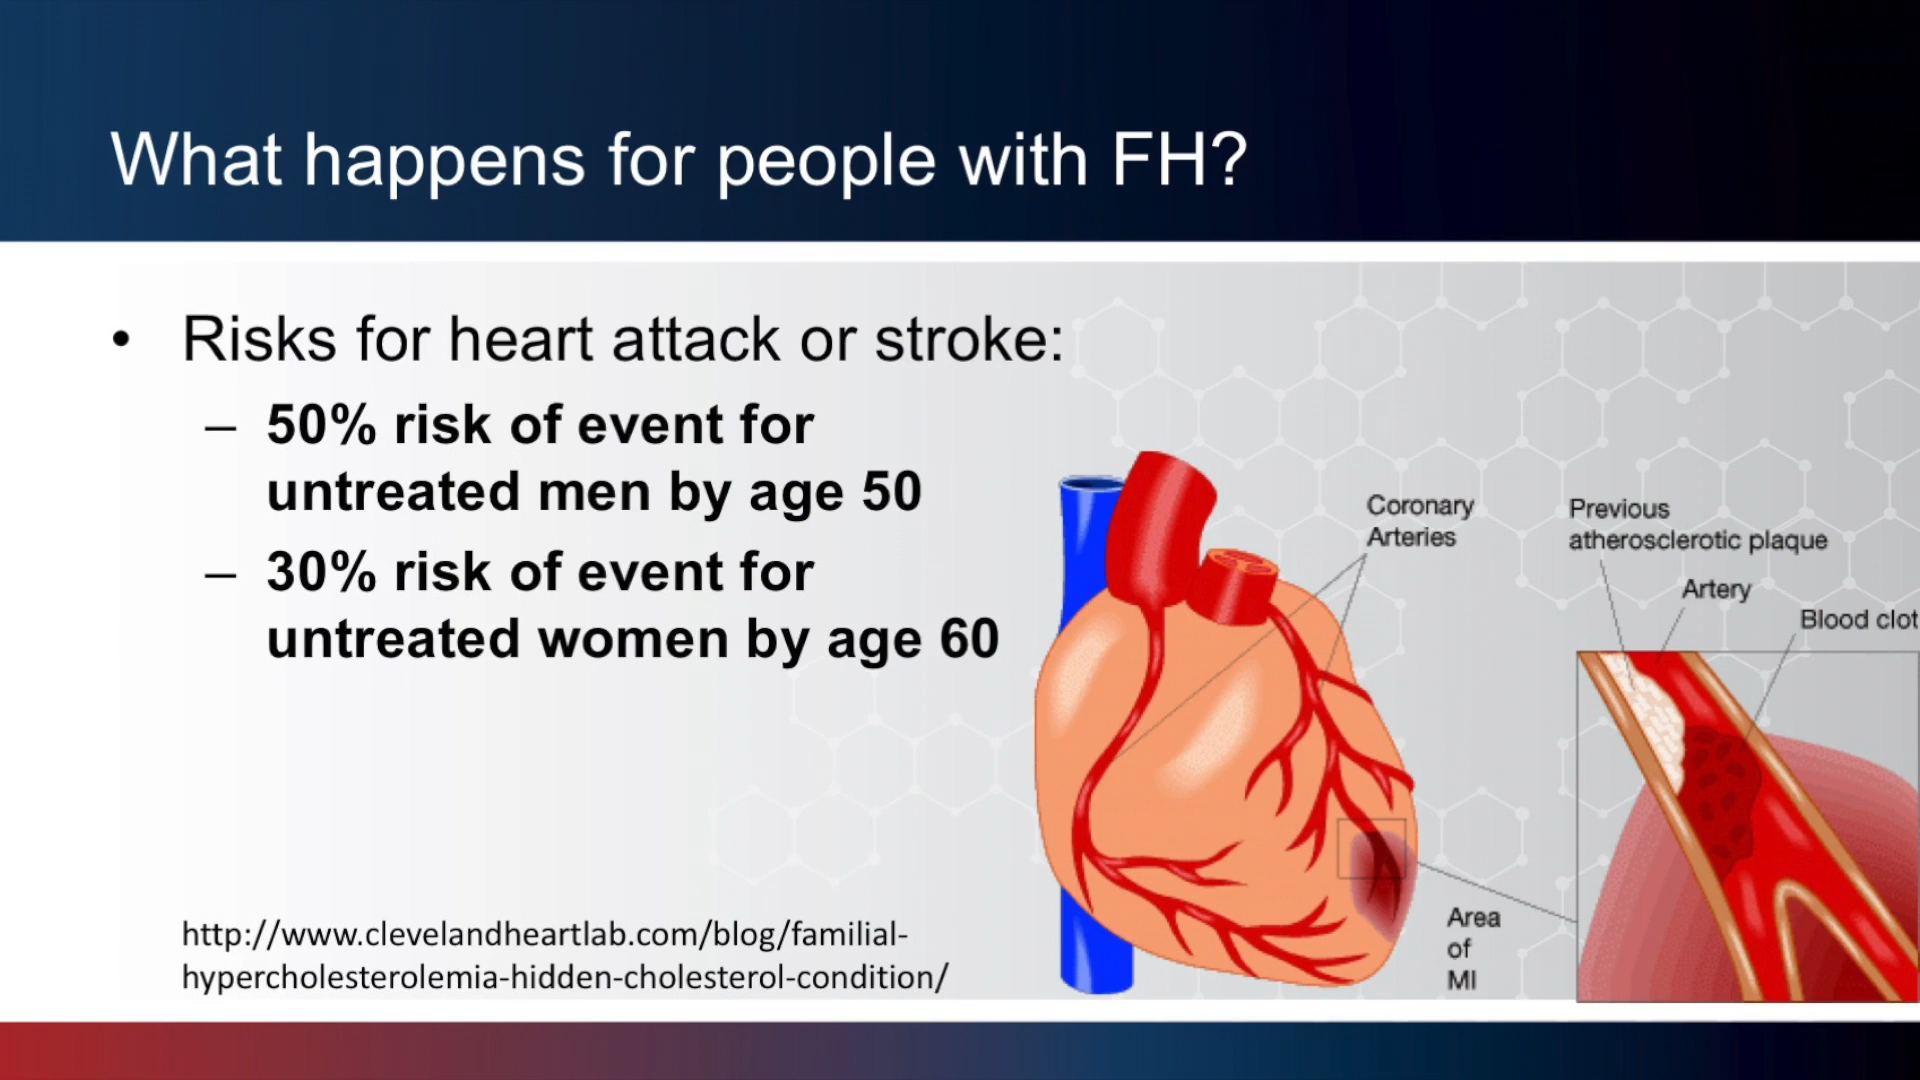 What happens for people with FH?
• Risks for heart attack or stroke:
– 50% risk of event for
untreated men by age 50
– 30% risk of event for
untreated women by age 60
http://www.clevelandheartlab.com/blog/familial-
hypercholesterolemia-hidden-cholesterol-condition/
Coronary
Arteries
Previous
atherosclerotic plaque
Artery
Blood clot
Area
of
MI